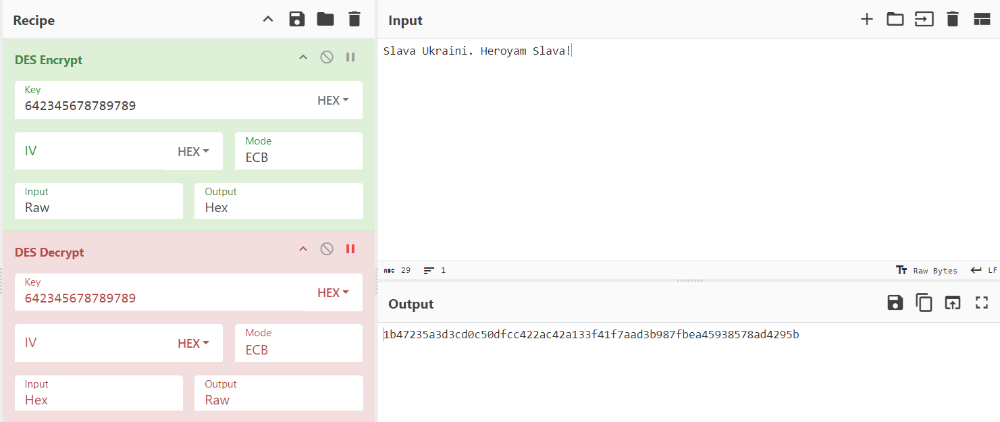 Recipe
DES Encrypt
Key
642345678789789
HEX
IV
HEX
Mode
ECB
Input
Raw
Output
Hex
DES Decrypt
Key
642345678789789
HEX
IV
HEX
Mode
ECB
Input
Hex
Output
Raw
Input
Slava Ukraini. Heroyam Slava!
ABC 29 1
Raw Bytes LF
Output
1b47235a3d3cd0c50dfcc422ac42a133f41f7aad3b987fbea45938578ad4295b